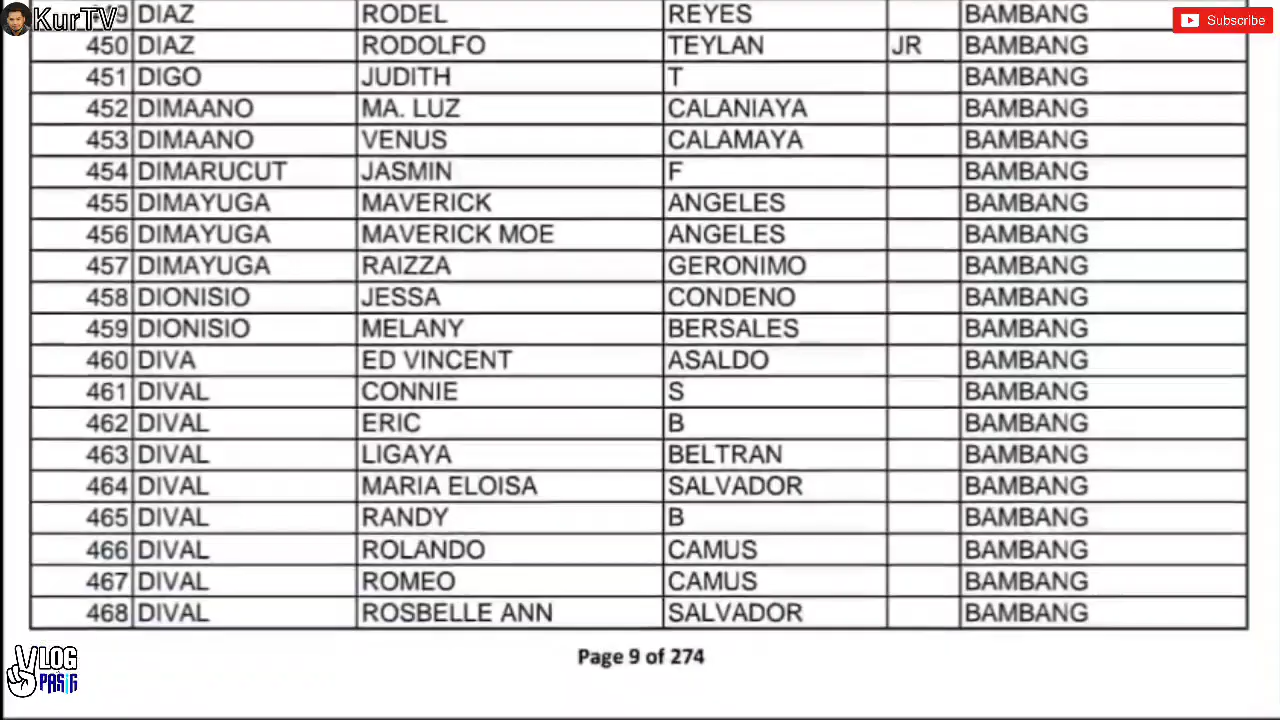 KurTV
Subscribe
DIAZ RODEL REYES BAMBANG
450 DIAZ RODOLFO TEYLAN JR BAMBANG
451 DIGO JUDITH T BAMBANG
452 DIMAANO MA. LUZ CALANIAYA BAMBANG
453 DIMAANO VENUS CALAMAYA BAMBANG
454 DIMARUCUT JASMIN F BAMBANG
455 DIMAYUGA MAVERICK ANGELES BAMBANG
456 DIMAYUGA MAVERICK MOE ANGELES BAMBANG
457 DIMAYUGA RAIZZA GERONIMO BAMBANG
458 DIONISIO JESSA CONDENO BAMBANG
459 DIONISIO MELANY BERSALES BAMBANG
460 DIVA ED VINCENT ASALDO BAMBANG
461 DIVAL CONNIE S BAMBANG
462 DIVAL ERIC B BAMBANG
463 DIVAL LIGAYA BELTRAN BAMBANG
464 DIVAL MARIA ELOISA SALVADOR BAMBANG
465 DIVAL RANDY B BAMBANG
466 DIVAL ROLANDO CAMUS BAMBANG
467 DIVAL ROMEO CAMUS BAMBANG
468 DIVAL ROSBELLE ANN SALVADOR BAMBANG
Page 9 of 274
VLOG
PASIG